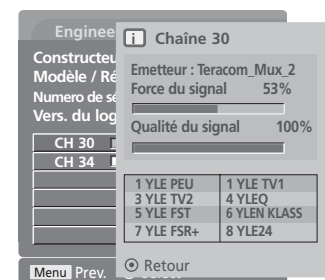 Enginee
i Chaîne 30
Constructeu
Modèle / Ré
Numero de sé
Vers. du log
Emetteur : Teracom_Mux_2
Force du signal 53%
Qualité du signal 100%
CH 30
CH 34
1 YLE PEU 1 YLE TV1
3 YLE TV2 4 YLEQ
5 YLE FST 6 YLEN KLASS
7 YLE FSR+ 8 YLE24
Retour
Menu Prev.